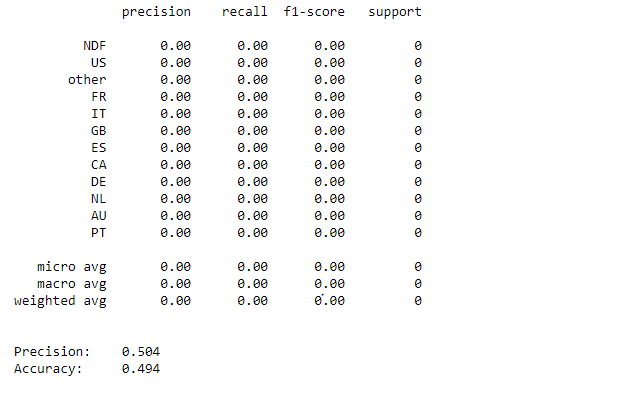 precision recall f1-score support
NDF 0.00 0.00 0.00 0
US 0.00 0.00 0.00 0
other 0.00 0.00 0.00 0
FR 0.00 0.00 0.00 0
IT 0.00 0.00 0.00 0
GB 0.00 0.00 0.00 0
ES 0.00 0.00 0.00 0
CA 0.00 0.00 0.00 0
DE 0.00 0.00 0.00 0
NL 0.00 0.00 0.00 0
AU 0.00 0.00 0.00 0
PT 0.00 0.00 0.00 0
micro avg 0.00 0.00 0.00 0
macro avg 0.00 0.00 0.00 0
weighted avg 0.00 0.00 0.00 0
Precision: 0.504
Accuracy: 0.494